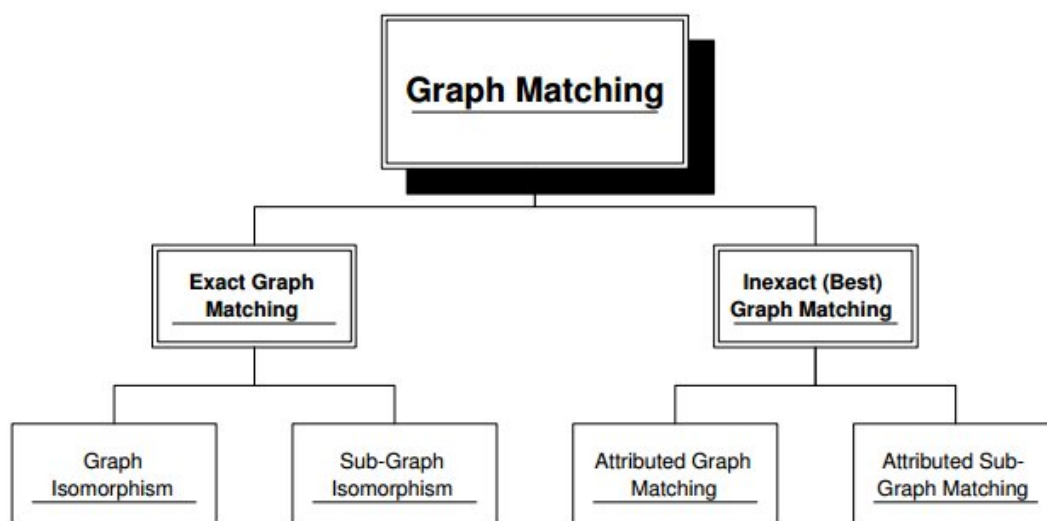 Graph Matching
Exact Graph
Matching
Inexact (Best)
Graph Matching
Graph
Isomorphism
Sub-Graph
Isomorphism
Attributed Graph
Matching
Attributed Sub-
Graph Matching